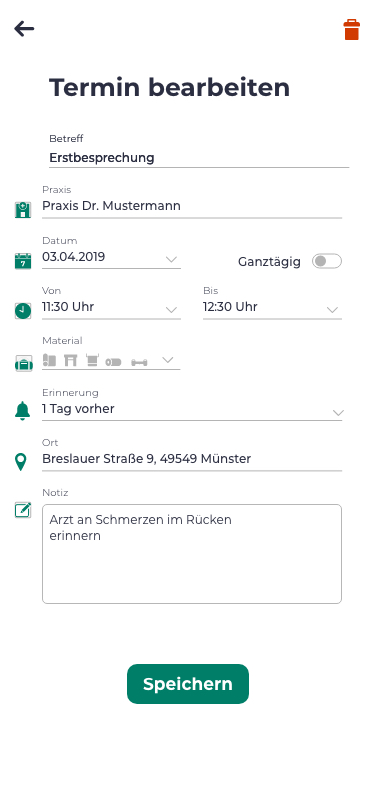 Termin bearbeiten
Betreff
Erstbesprechung
Praxis
Praxis Dr. Mustermann
Datum
03.04.2019
Ganztägig
Von
11:30 Uhr
Bis
12:30 Uhr
Material
Erinnerung
1 Tag vorher
Ort
Breslauer Straße 9, 49549 Münster
Notiz
Arzt an Schmerzen im Rücken
erinnern
Speichern